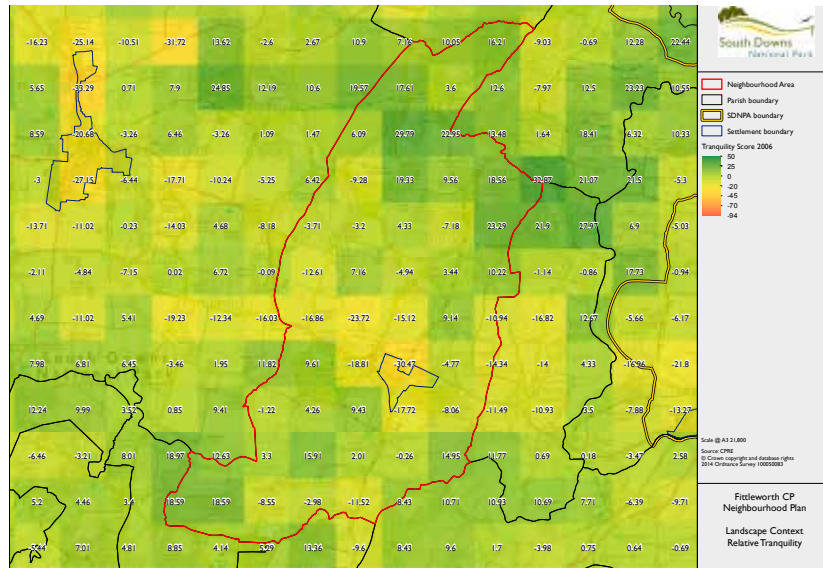 -16.23 -25.14 -10.51 -31.72 13.62 -2.6 2.67 10.9 7.16 10.05 16.21 -9.03 -0.69 12.28 22.44
5.65 -33.29 0.71 7.9 24.85 12.19 10.6 19.57 17.61 3.6 12.6 -7.97 12.5 23.23 10.55
8.59 -20.68 -3.26 6.46 -3.26 1.09 1.47 6.09 29.79 22.95 13.48 1.64 18.41 6.32 10.33
-3 -27.15 -6.44 -17.71 -10.24 -5.25 6.42 -9.28 19.33 9.56 18.56 32.87 21.07 21.5 -5.3
-13.71 -11.02 -0.23 -14.03 4.68 -8.18 -3.71 -3.2 4.33 -7.18 23.29 21.9 27.97 6.9 -5.03
-2.11 -4.84 -7.15 0.02 6.72 -0.09 -12.61 7.16 -4.94 3.44 10.22 -1.14 -0.86 17.73 -0.94
4.69 -11.02 5.41 -19.23 -12.34 -16.03 -16.86 -23.72 -15.12 9.14 -10.94 -16.82 12.67 -5.66 -6.17
7.98 6.81 6.45 -3.46 1.95 11.82 9.61 -18.81 -30.47 -4.77 -14.34 -14 4.33 -16.96 -21.8
12.24 9.99 3.52 0.85 9.41 -1.22 4.26 9.43 -17.72 -8.06 -11.49 -10.93 3.5 -7.88 -13.27
-6.46 -3.21 8.01 18.97 12.63 3.3 15.91 2.01 -0.26 14.95 11.77 0.69 0.18 -3.47 2.58
5.2 4.46 3.4 18.59 18.59 -8.55 -2.98 -11.52 8.43 10.71 10.93 10.69 7.71 -6.39 -9.71
7.01 4.81 8.85 4.14 5.29 13.36 -9.6 8.43 9.6 1.7 -3.98 0.75 0.64 -0.69
South Downs
National Park
Neighbourhood Area
Parish boundary
SDNPA boundary
Settlement boundary
Tranquility Score 2006
50
25
0
-20
-45
-70
-94
Scale @ A3 21,800
Source: CPRE
© Crown copyright and database rights
2014 Ordnance Survey 100050083
Fittleworth CP
Neighbourhood Plan
Landscape Context
Relative Tranquility